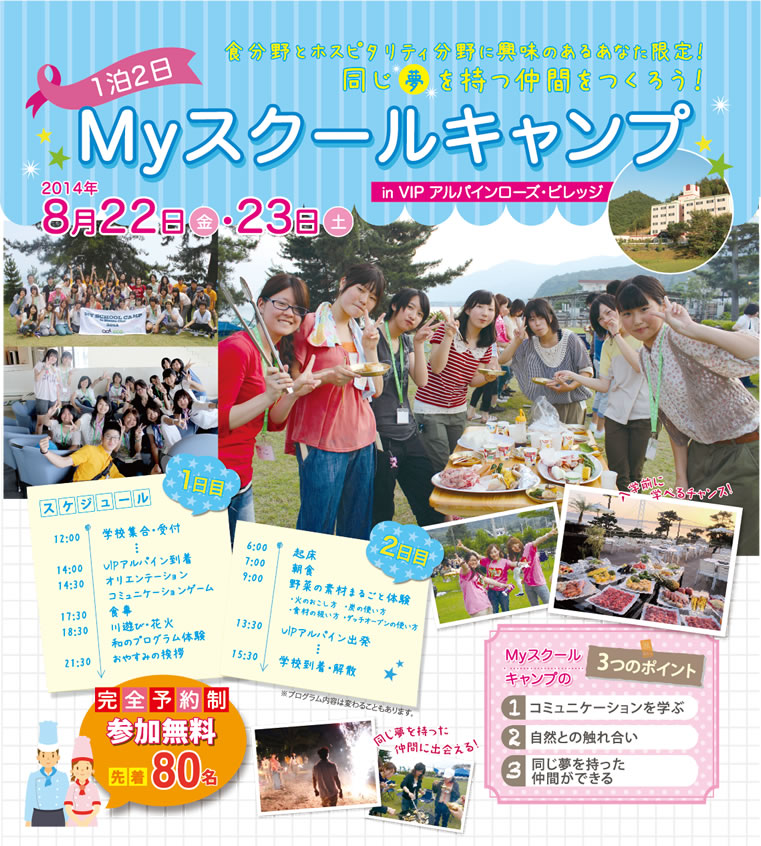 食分野とホスピタリティ分野に興味のあるあなた限定!
同じ夢を持つ仲間をつくろう!
1泊2日
Myスクールキャンプ
in VIP アルパインローズ・ビレッジ
2014年
8月22日金・23日土
MY SCHOOL CAMP
スケジュール
1日目
12:00 学校集合・受付
⋮
14:00 VIPアルパイン到着
14:30 オリエンテーション
コミュニケーションゲーム
17:30 食事
18:30 川遊び・花火
和のプログラム体験
21:30 おやすみの挨拶
2日目
6:00 起床
7:00 朝食
9:00 野菜の素材まるごと体験
・火のおこし方 ・炭の使い方
・食材の扱い方 ・ダッチオーブンの使い方
13:30 VIPアルパイン出発
⋮
15:30 学校到着・解散
※プログラム内容は変わることもあります。
入学前に
学べるチャンス!
Myスクール
キャンプの
3つのポイント
1 コミュニケーションを学ぶ
2 自然との触れ合い
3 同じ夢を持った
仲間ができる
完全予約制
参加無料
先着80名
同じ夢を持った
仲間に出会える!